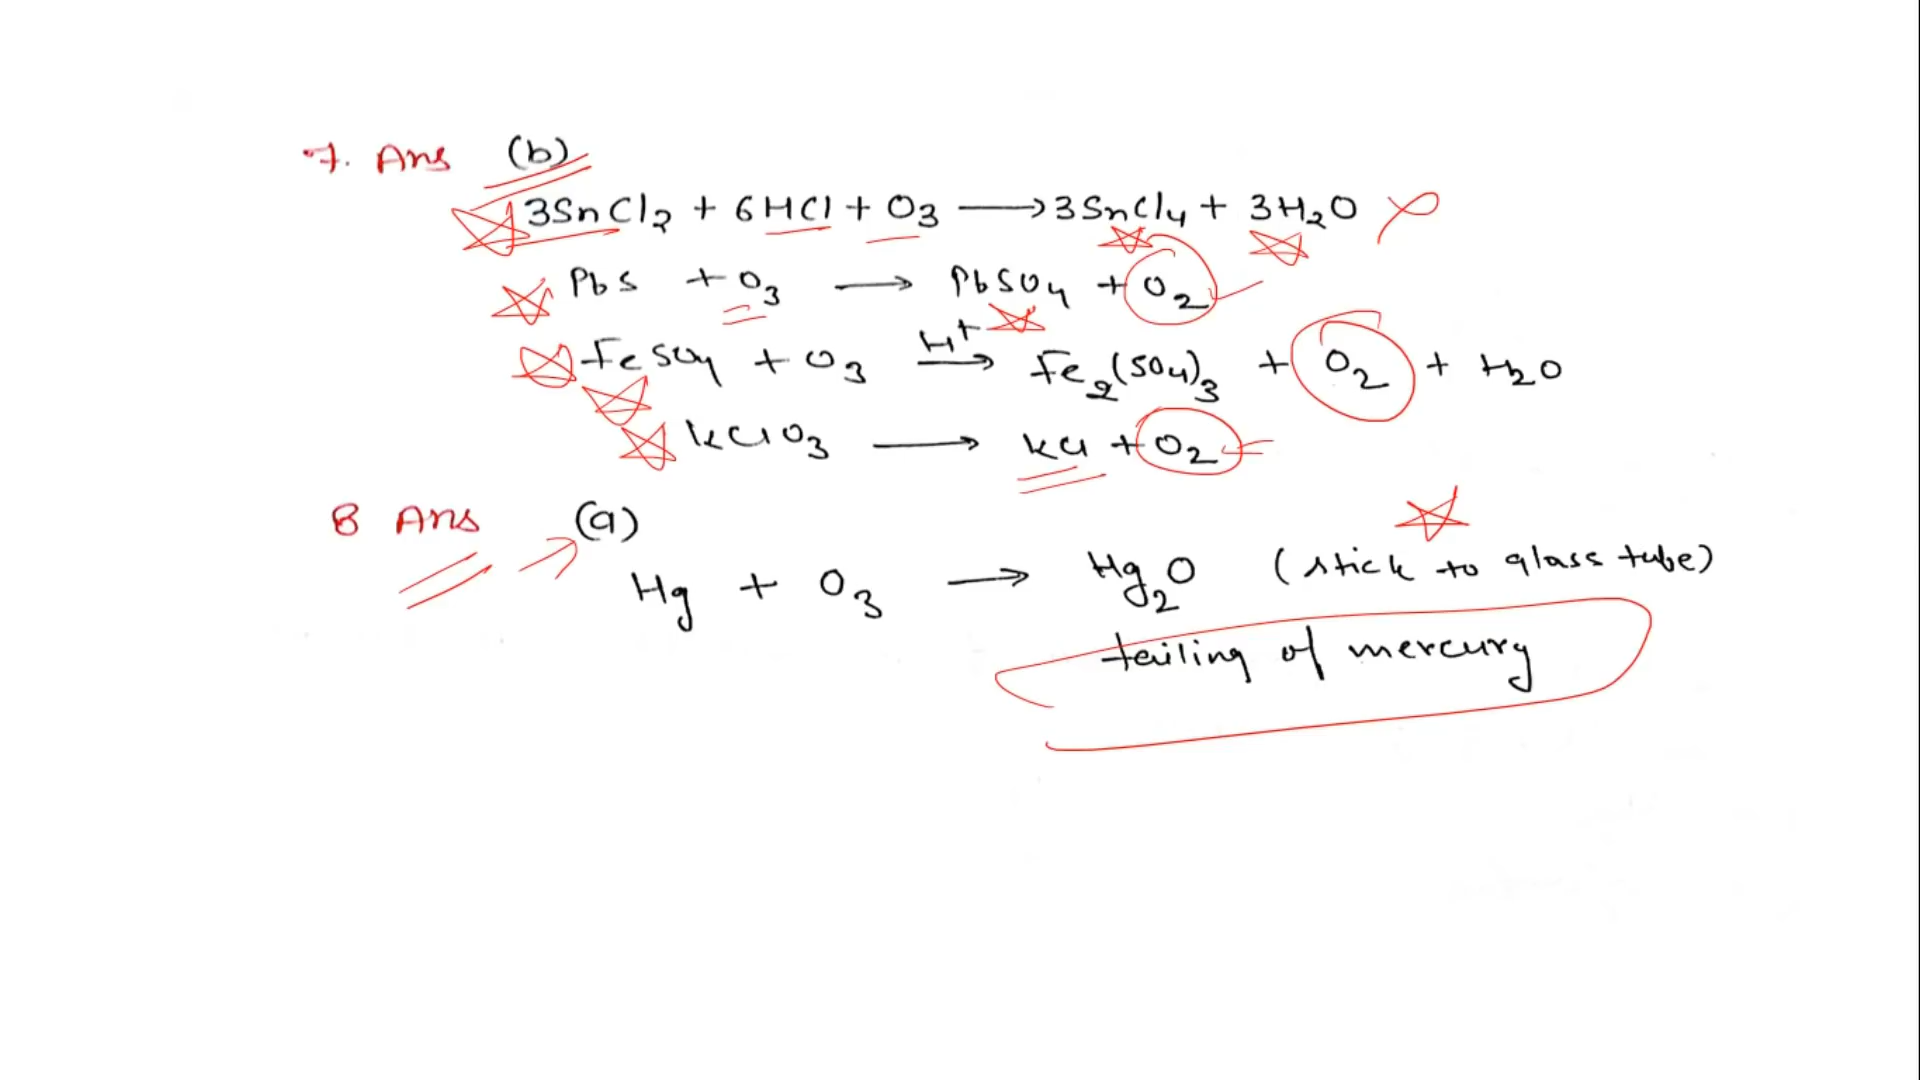 7. Ans (b)
3SnCl₂ + 6HCl + O₃ ⟶ 3SnCl₄ + 3H₂O
PbS + O₃ ⟶ PbSO₄ + O₂
FeSO₄ + O₃ ⟶ H⁺ Fe₂(SO₄)₃ + O₂ + H₂O
KClO₃ ⟶ KCl + O₂
8 Ans (a)
Hg + O₃ ⟶ Hg₂O (stick to glass tube)
tailing of mercury